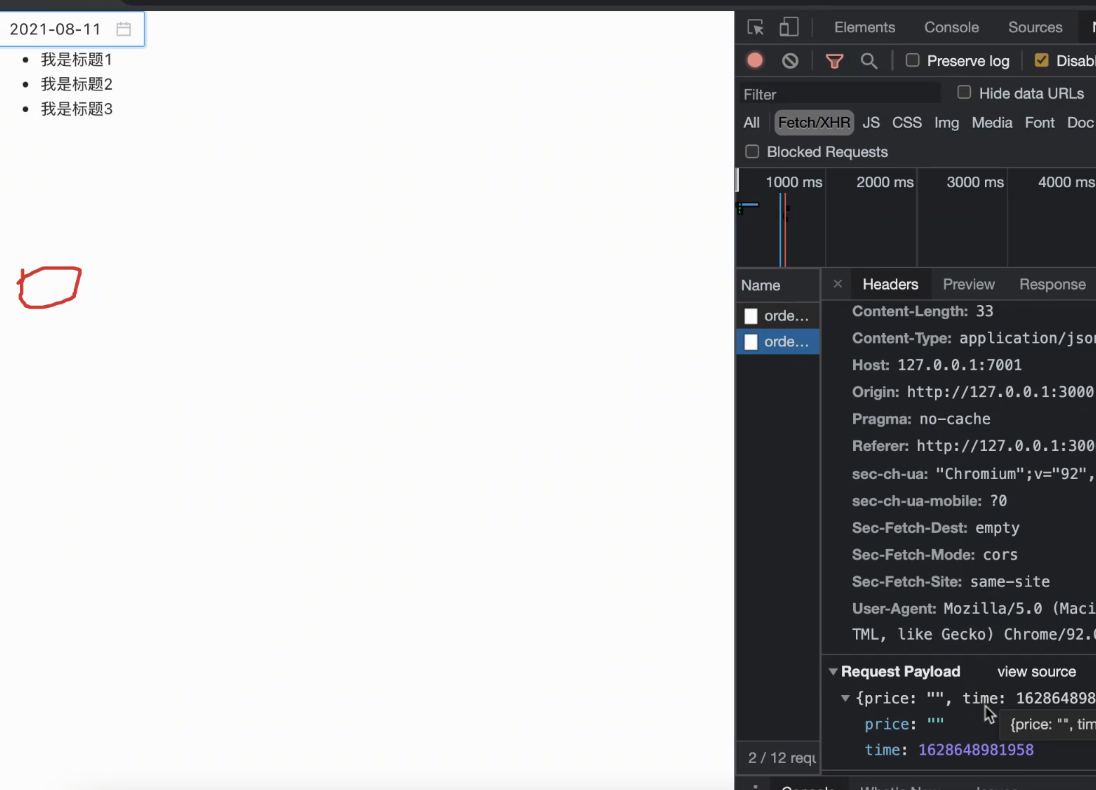 2021-08-11
我是标题1
我是标题2
我是标题3
Elements Console Sources
Preserve log
Filter
Hide data URLs
All Fetch/XHR JS CSS Img Media Font Doc
Blocked Requests
1000 ms 2000 ms 3000 ms 4000 ms
Name
× Headers Preview Response
orde...
orde...
Content-Length: 33
Content-Type: application/jso
Host: 127.0.0.1:7001
Origin: http://127.0.0.1:3000
Pragma: no-cache
Referer: http://127.0.0.1:300
sec-ch-ua: "Chromium";v="92",
sec-ch-ua-mobile: ?0
Sec-Fetch-Dest: empty
Sec-Fetch-Mode: cors
Sec-Fetch-Site: same-site
User-Agent: Mozilla/5.0 (Maci
TML, like Gecko) Chrome/92.0
Request Payload view source
{price: "", time: 162864898
price: ""
{price: "", tim
time: 1628648981958
2 / 12 requ